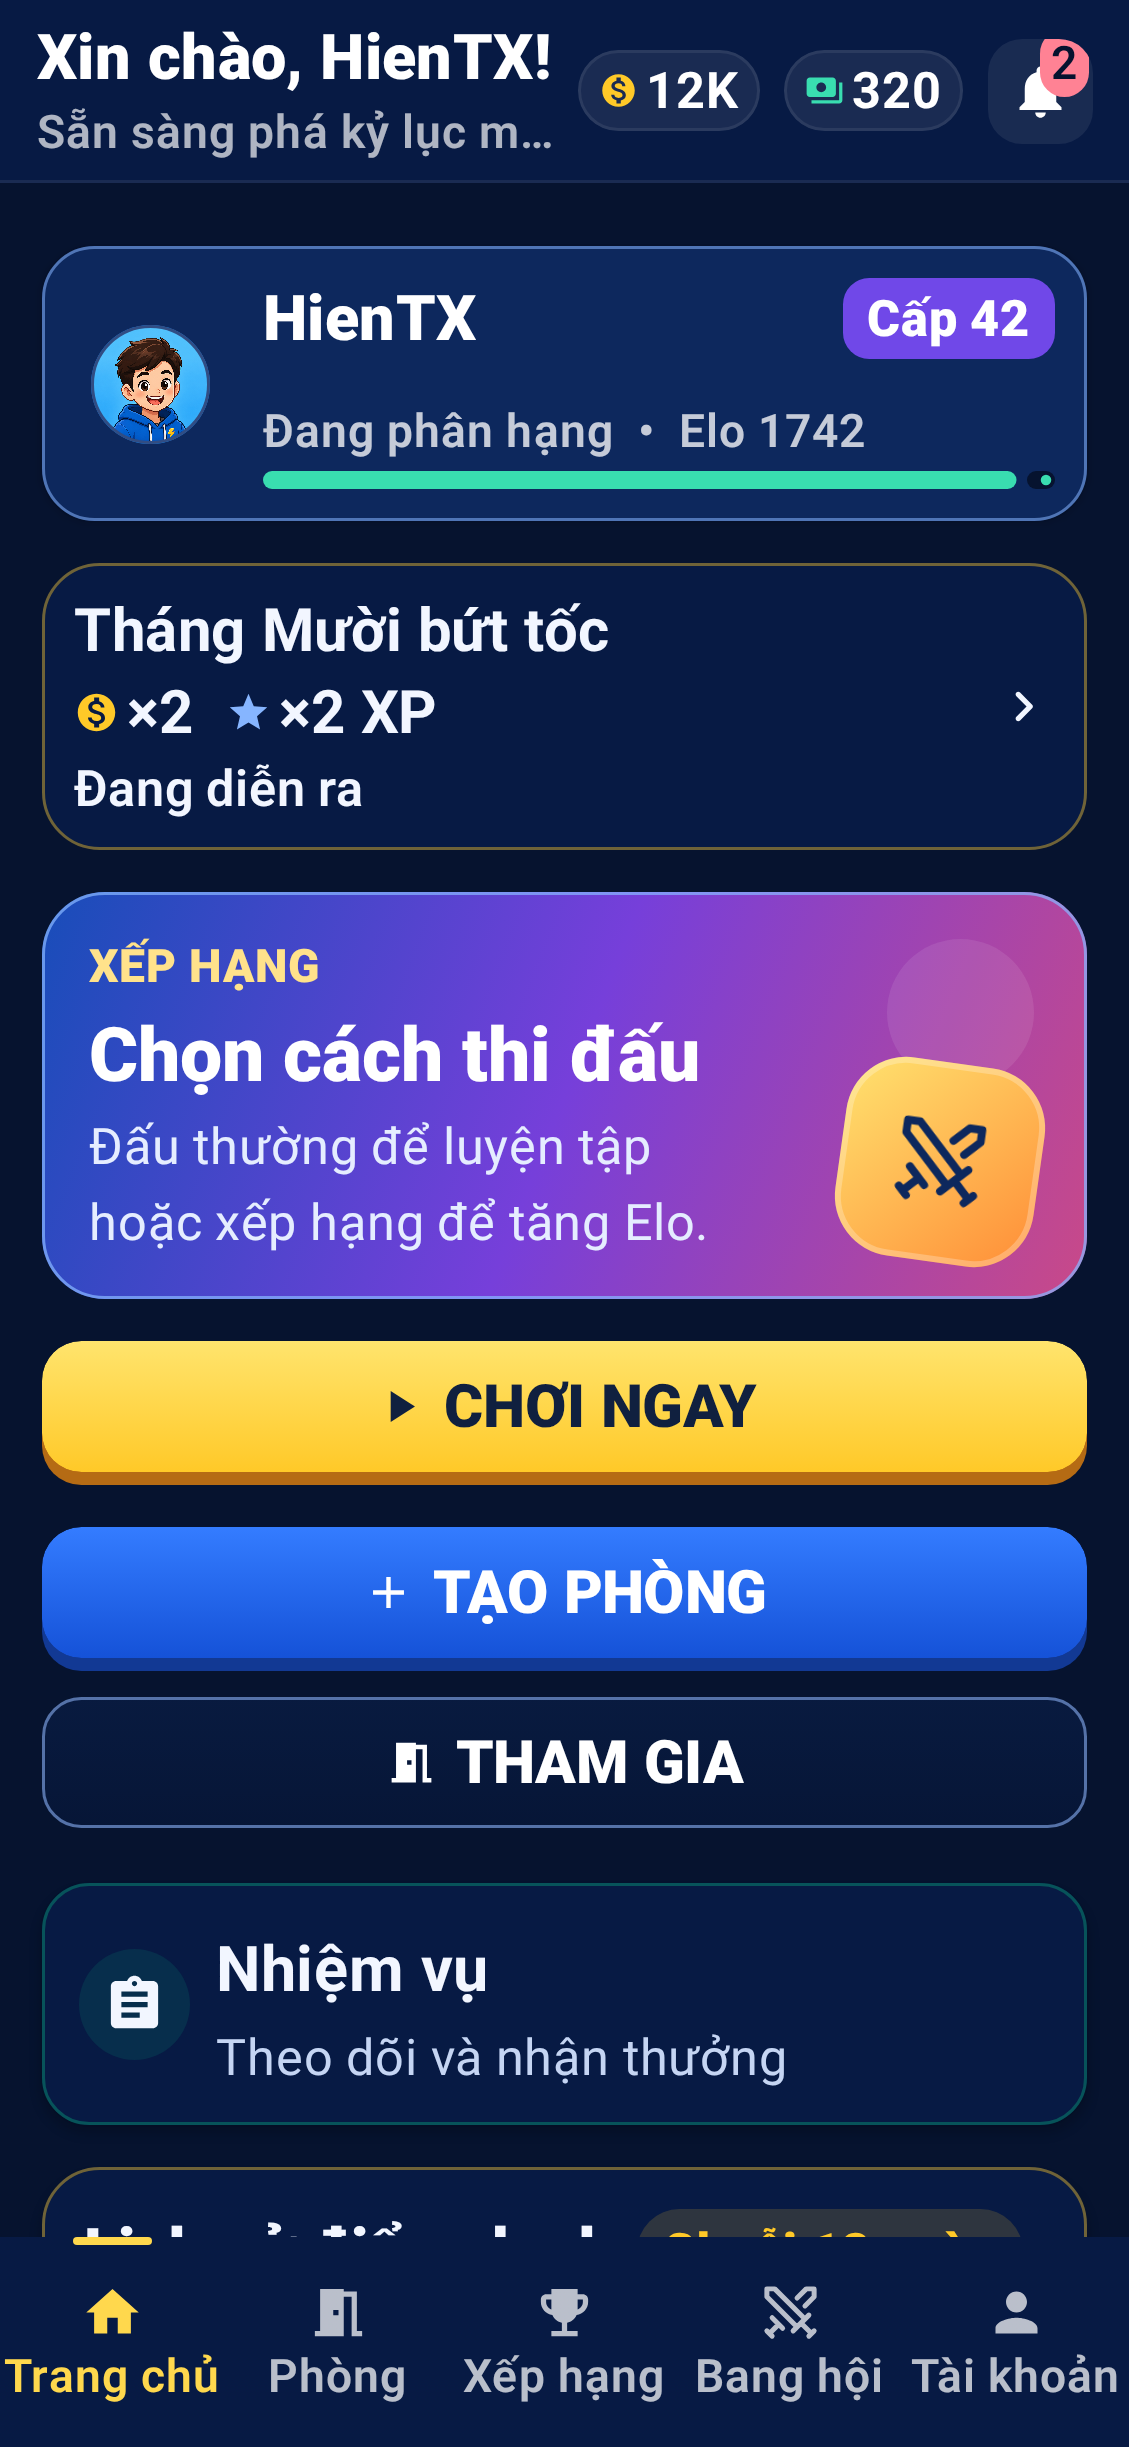 Xin chào, HienTX!
Sẵn sàng phá kỷ lục m...
12K
320
2
HienTX
Cấp 42
Đang phân hạng • Elo 1742
Tháng Mười bứt tốc
×2 ×2 XP
Đang diễn ra
XẾP HẠNG
Chọn cách thi đấu
Đấu thường để luyện tập
hoặc xếp hạng để tăng Elo.
CHƠI NGAY
TẠO PHÒNG
THAM GIA
Nhiệm vụ
Theo dõi và nhận thưởng
Trang chủ
Phòng
Xếp hạng
Bang hội
Tài khoản